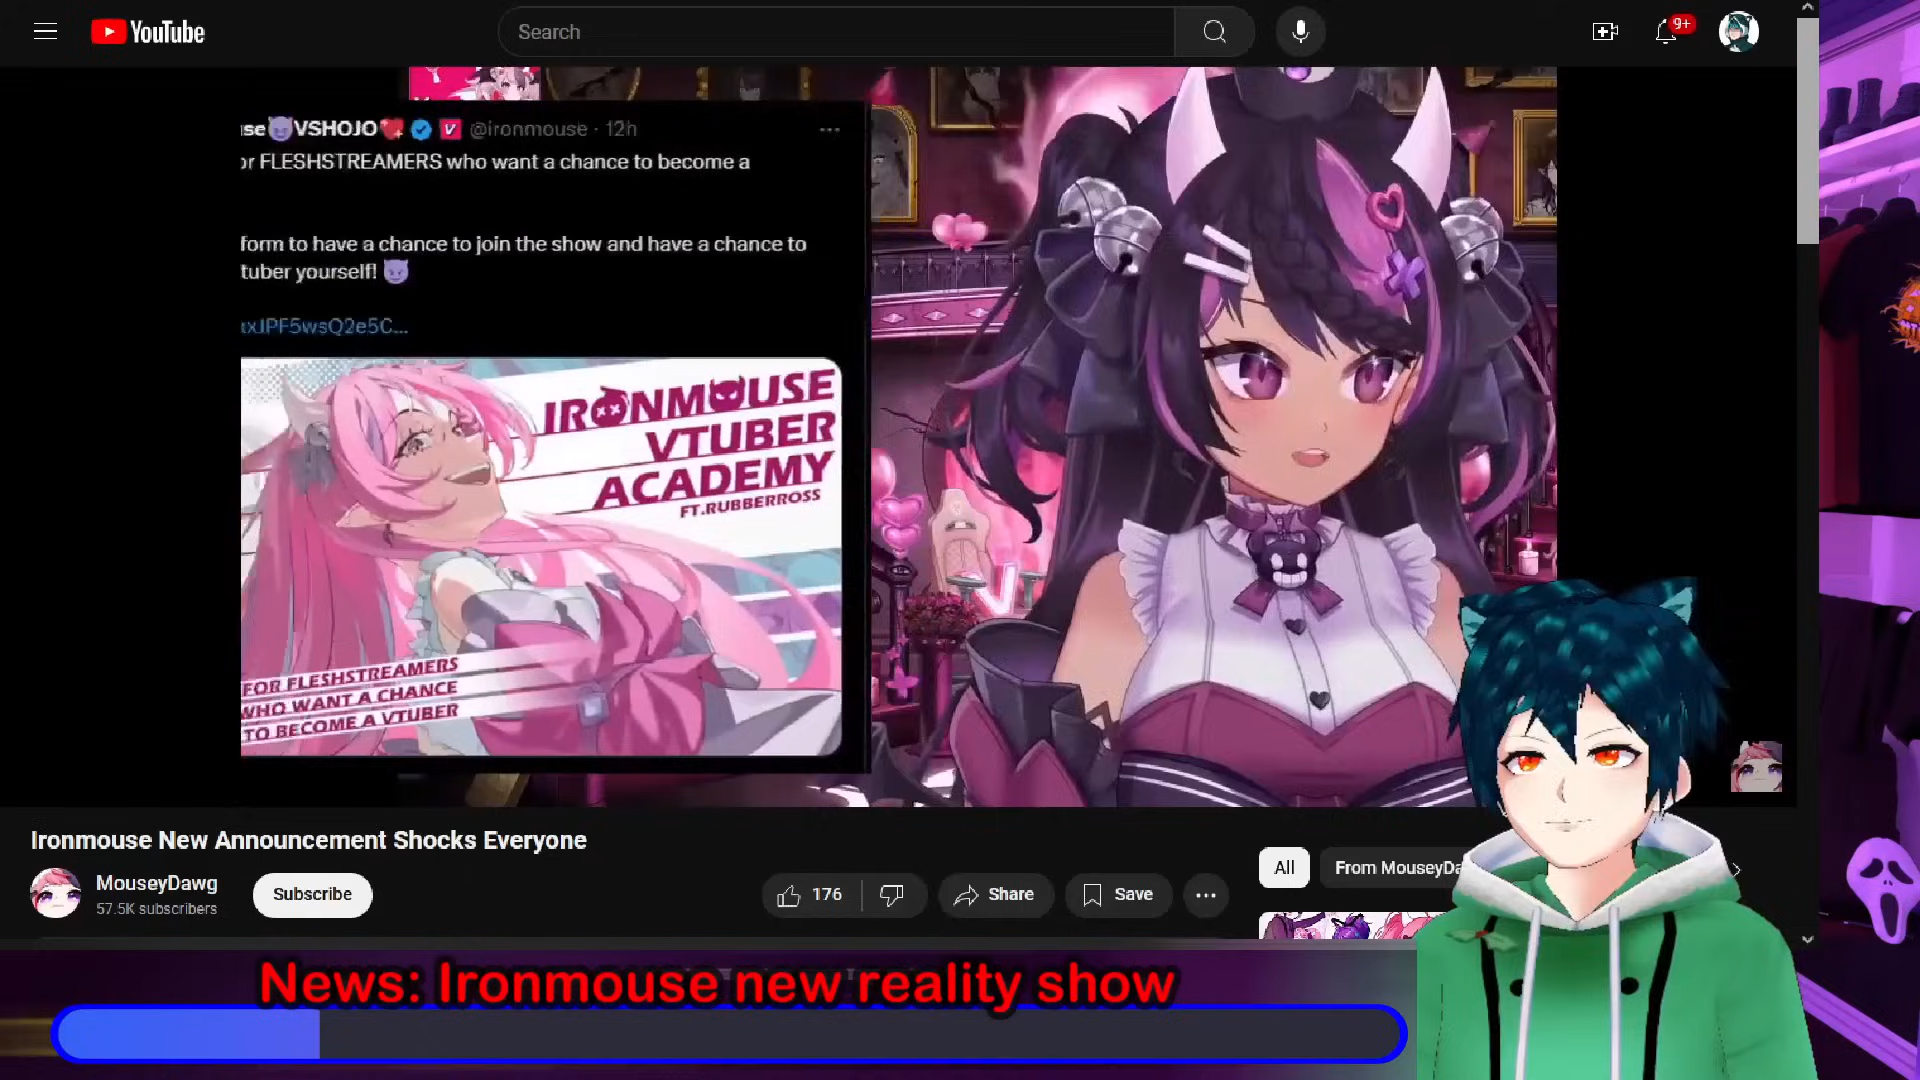 YouTube
Search
9+
se😈VSHOJO💖 V @ironmouse · 12h
or FLESHSTREAMERS who want a chance to become a
form to have a chance to join the show and have a chance to
tuber yourself! 😈
xJPF5wsQ2e5C...
IRONMOUSE
VTUBER
ACADEMY
FT.RUBBERROSS
FOR FLESHSTREAMERS
WHO WANT A CHANCE
TO BECOME A VTUBER
Ironmouse New Announcement Shocks Everyone
MouseyDawg
57.5K subscribers
Subscribe
176
Share
Save
All
From MouseyDa
News: Ironmouse new reality show